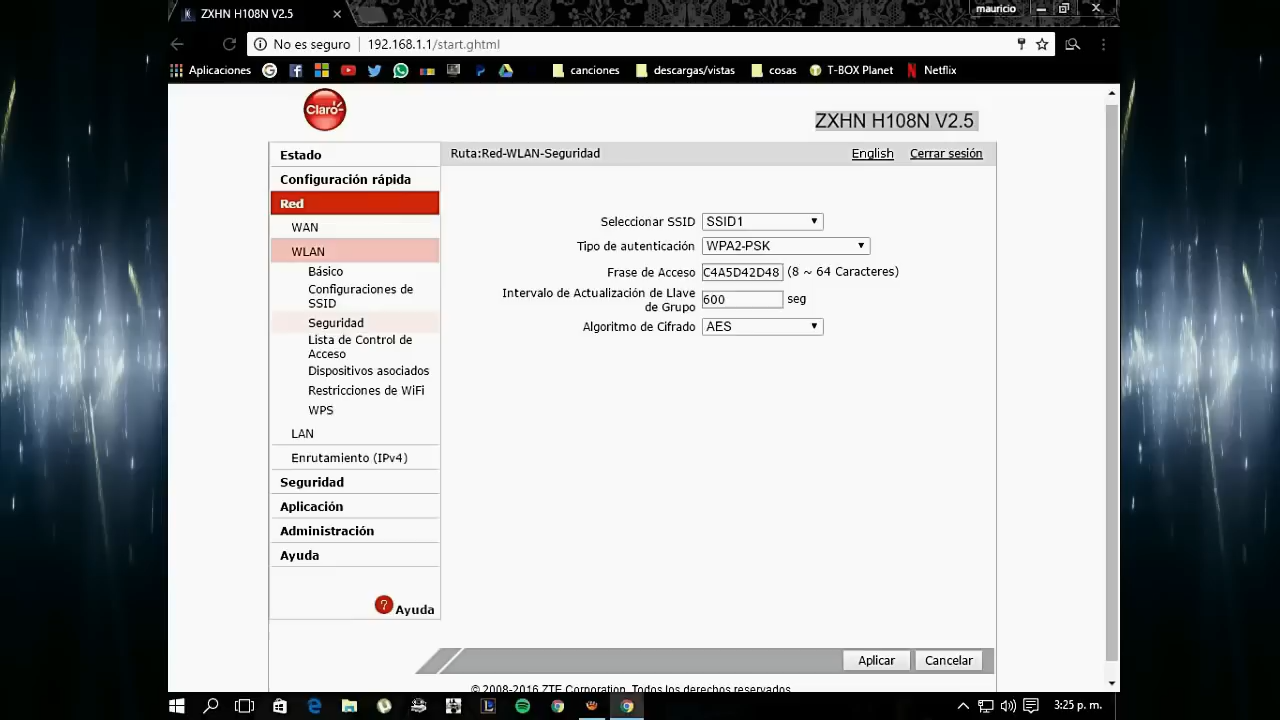 ZXHN H108N V2.5
mauricio
No es seguro
192.168.1.1/start.ghtml
Aplicaciones
canciones
descargas/vistas
cosas
T-BOX Planet
Netflix
Claro
ZXHN H108N V2.5
Ruta:Red-WLAN-Seguridad
English
Cerrar sesión
Estado
Configuración rápida
Red
WAN
WLAN
Básico
Configuraciones de
SSID
Seguridad
Lista de Control de
Acceso
Dispositivos asociados
Restricciones de WiFi
WPS
LAN
Enrutamiento (IPv4)
Seguridad
Aplicación
Administración
Ayuda
? Ayuda
Seleccionar SSID SSID1
Tipo de autenticación WPA2-PSK
Frase de Acceso C4A5D42D48 (8 ~ 64 Caracteres)
Intervalo de Actualización de Llave
de Grupo 600 seg
Algoritmo de Cifrado AES
Aplicar
Cancelar
© 2008-2016 ZTE Corporation. Todos los derechos reservados
3:25 p. m.